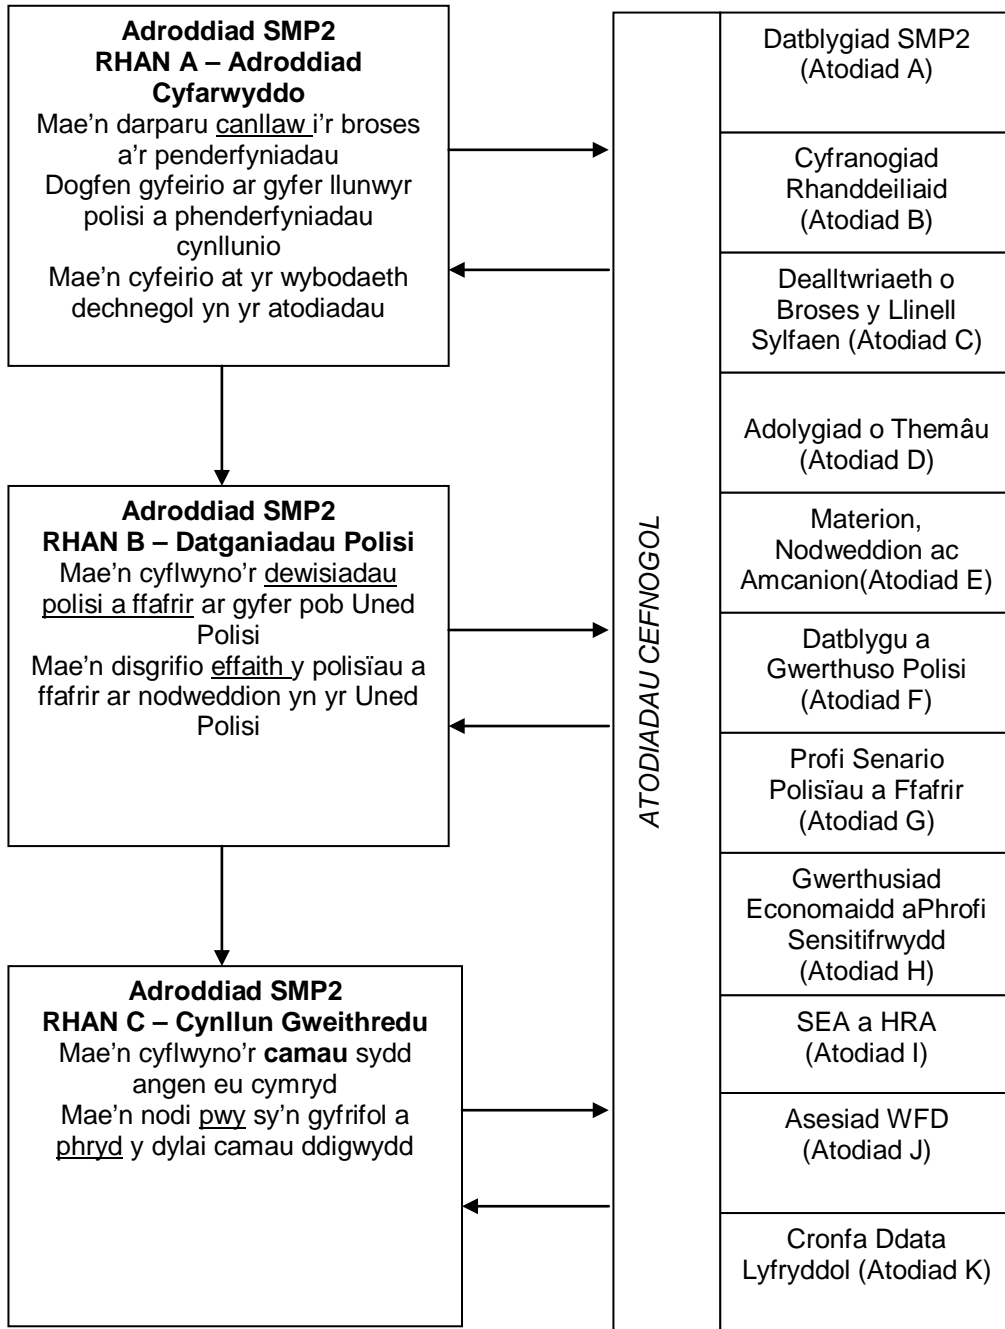 Adroddiad SMP2
RHAN A – Adroddiad
Cyfarwyddo
Mae'n darparu canllaw i'r broses
a'r penderfyniadau
Dogfen gyfeirio ar gyfer llunwyr
polisi a phenderfyniadau
cynllunio
Mae'n cyfeirio at yr wybodaeth
dechnegol yn yr atodiadau
Adroddiad SMP2
RHAN B – Datganiadau Polisi
Mae'n cyflwyno'r dewisiadau
polisi a ffafrir ar gyfer pob Uned
Polisi
Mae'n disgrifio effaith y polisïau a
ffafrir ar nodweddion yn yr Uned
Polisi
Adroddiad SMP2
RHAN C – Cynllun Gweithredu
Mae'n cyflwyno'r camau sydd
angen eu cymryd
Mae'n nodi pwy sy'n gyfrifol a
phryd y dylai camau ddigwydd
ATODIADAU CEFNOGOL
Datblygiad SMP2
(Atodiad A)
Cyfranogiad
Rhanddeiliaid
(Atodiad B)
Dealltwriaeth o
Broses y Llinell
Sylfaen (Atodiad C)
Adolygiad o Themâu
(Atodiad D)
Materion,
Nodweddion ac
Amcanion(Atodiad E)
Datblygu a
Gwerthuso Polisi
(Atodiad F)
Profi Senario
Polisïau a Ffafrir
(Atodiad G)
Gwerthusiad
Economaidd aPhrofi
Sensitifrwydd
(Atodiad H)
SEA a HRA
(Atodiad I)
Asesiad WFD
(Atodiad J)
Cronfa Ddata
Lyfryddol (Atodiad K)